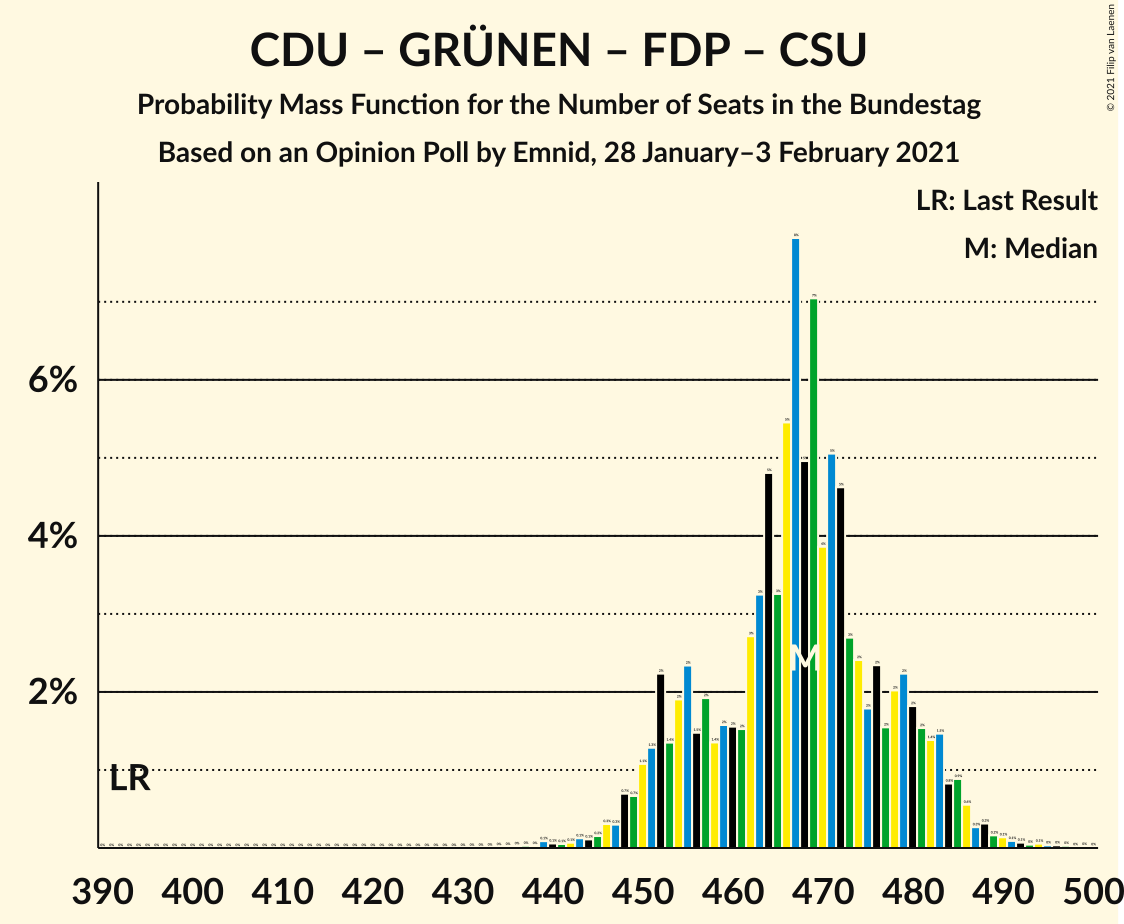 CDU – GRÜNEN – FDP – CSU
Probability Mass Function for the Number of Seats in the Bundestag
Based on an Opinion Poll by Emnid, 28 January–3 February 2021
© 2021 Filip van Laenen
LR: Last Result
M: Median
6%
4%
2%
LR
M
390 400 410 420 430 440 450 460 470 480 490 500